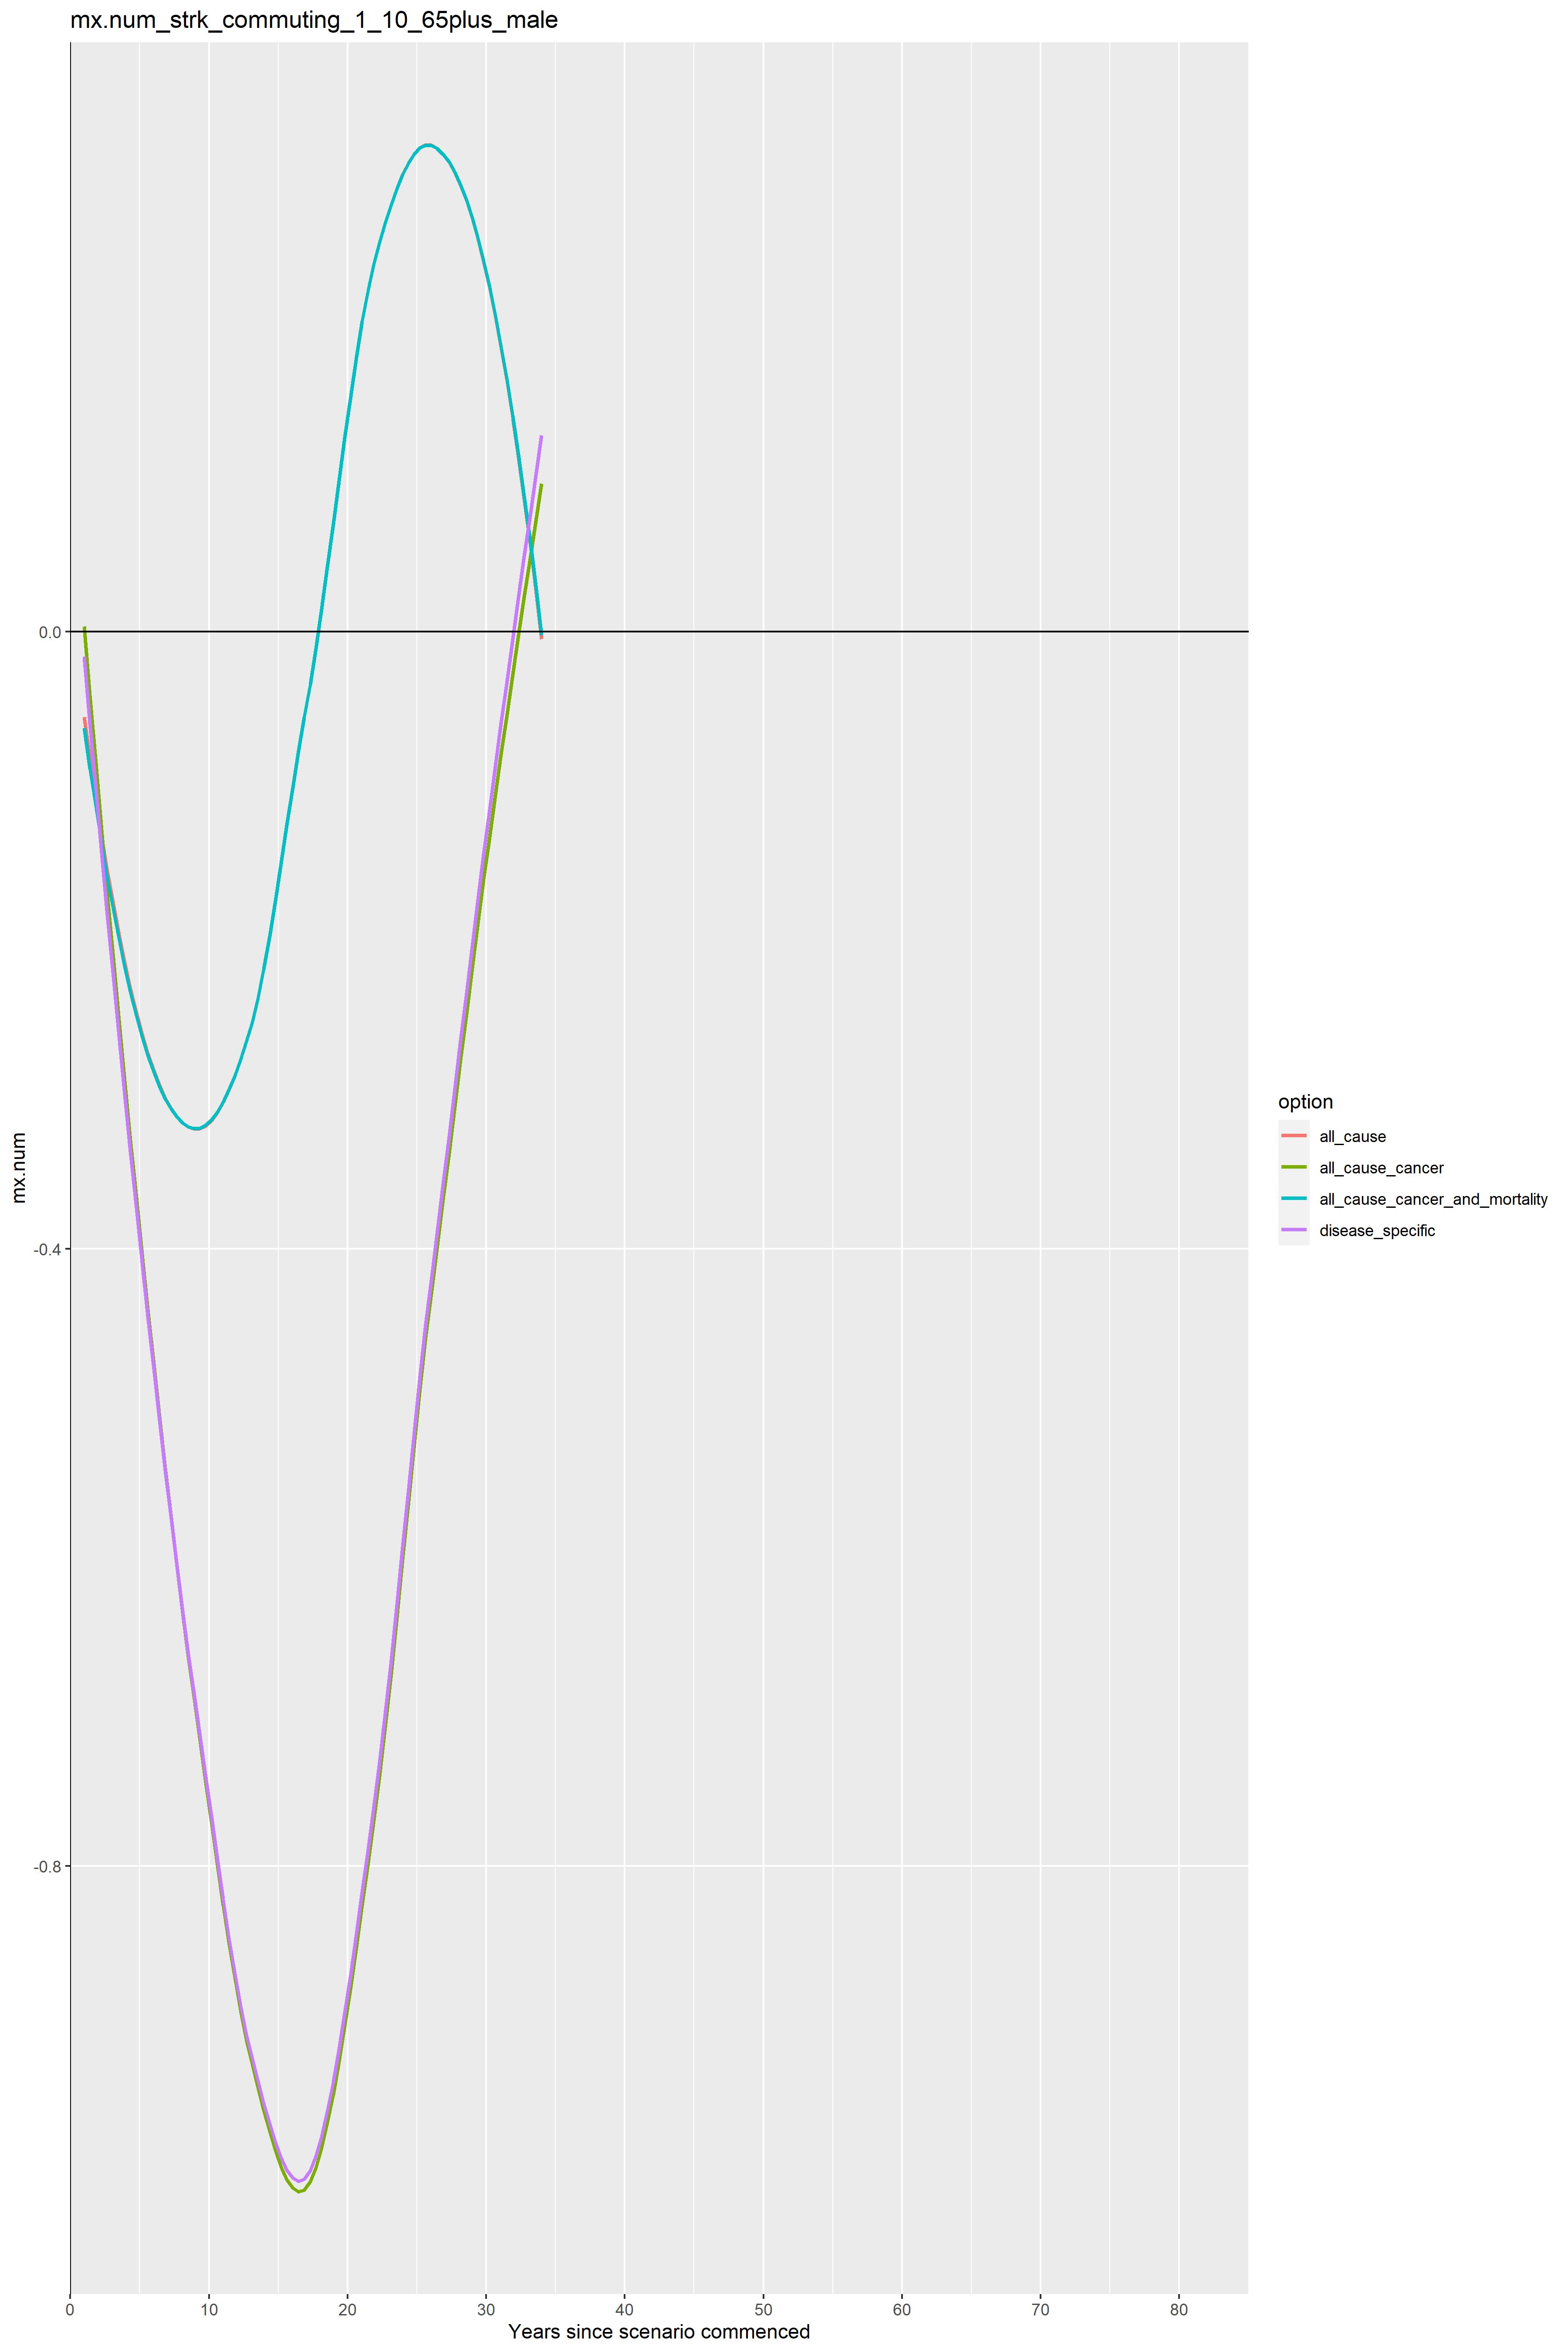 mx.num_strk_commuting_1_10_65plus_male
mx.num
0.0
-0.4
-0.8
0 10 20 30 40 50 60 70 80
Years since scenario commenced
option
all_cause
all_cause_cancer
all_cause_cancer_and_mortality
disease_specific